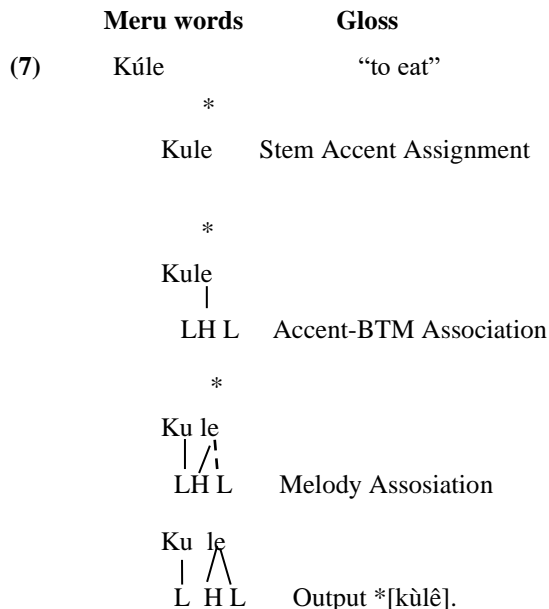 Meru words Gloss
(7) Kúle “to eat”
*
Kule Stem Accent Assignment
*
Kule
LH L Accent-BTM Association
*
Ku le
LH L Melody Assosiation
Ku le
L H L Output *[kùlê].